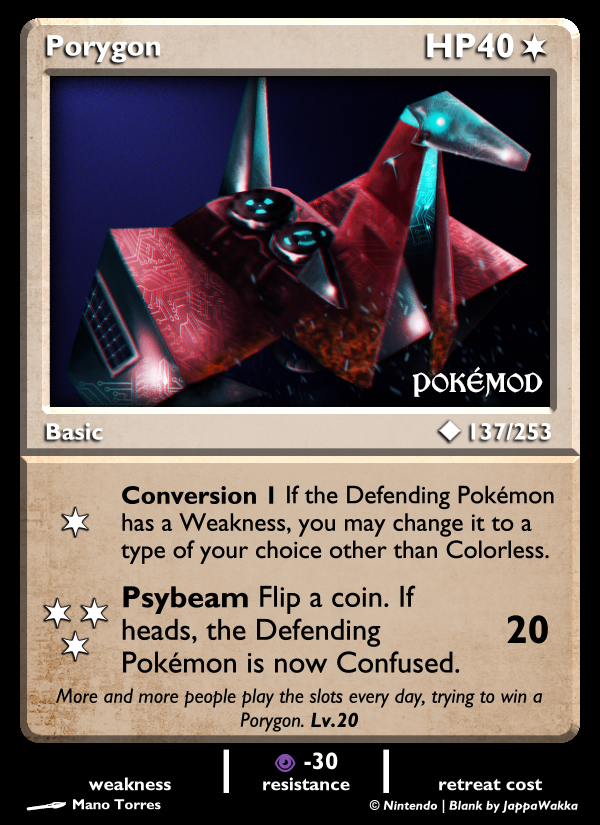 Porygon HP40
POKÉMOD
Basic 137/253
Conversion 1 If the Defending Pokémon
has a Weakness, you may change it to a
type of your choice other than Colorless.
Psybeam Flip a coin. If
heads, the Defending
Pokémon is now Confused.
20
More and more people play the slots every day, trying to win a
Porygon. Lv.20
-30
weakness resistance retreat cost
Mano Torres © Nintendo | Blank by JappaWakka